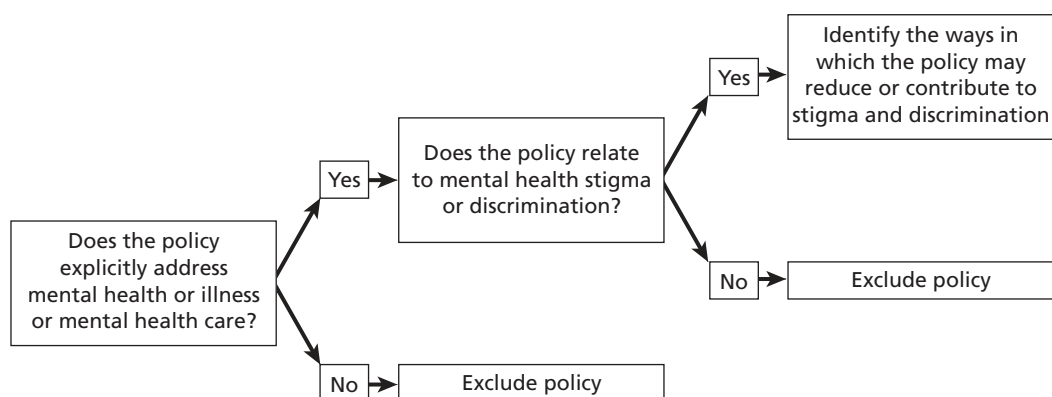 Does the policy
explicitly address
mental health or illness
or mental health care?
Yes
Does the policy relate
to mental health stigma
or discrimination?
Yes
Identify the ways in
which the policy may
reduce or contribute to
stigma and discrimination
No
Exclude policy
No
Exclude policy